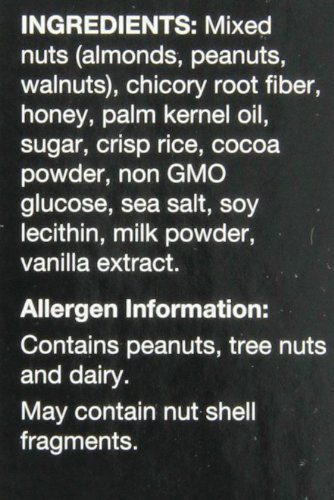 INGREDIENTS: Mixed
nuts (almonds, peanuts,
walnuts), chicory root fiber,
honey, palm kernel oil,
sugar, crisp rice, cocoa
powder, non GMO
glucose, sea salt, soy
lecithin, milk powder,
vanilla extract.
Allergen Information:
Contains peanuts, tree nuts
and dairy.
May contain nut shell
fragments.